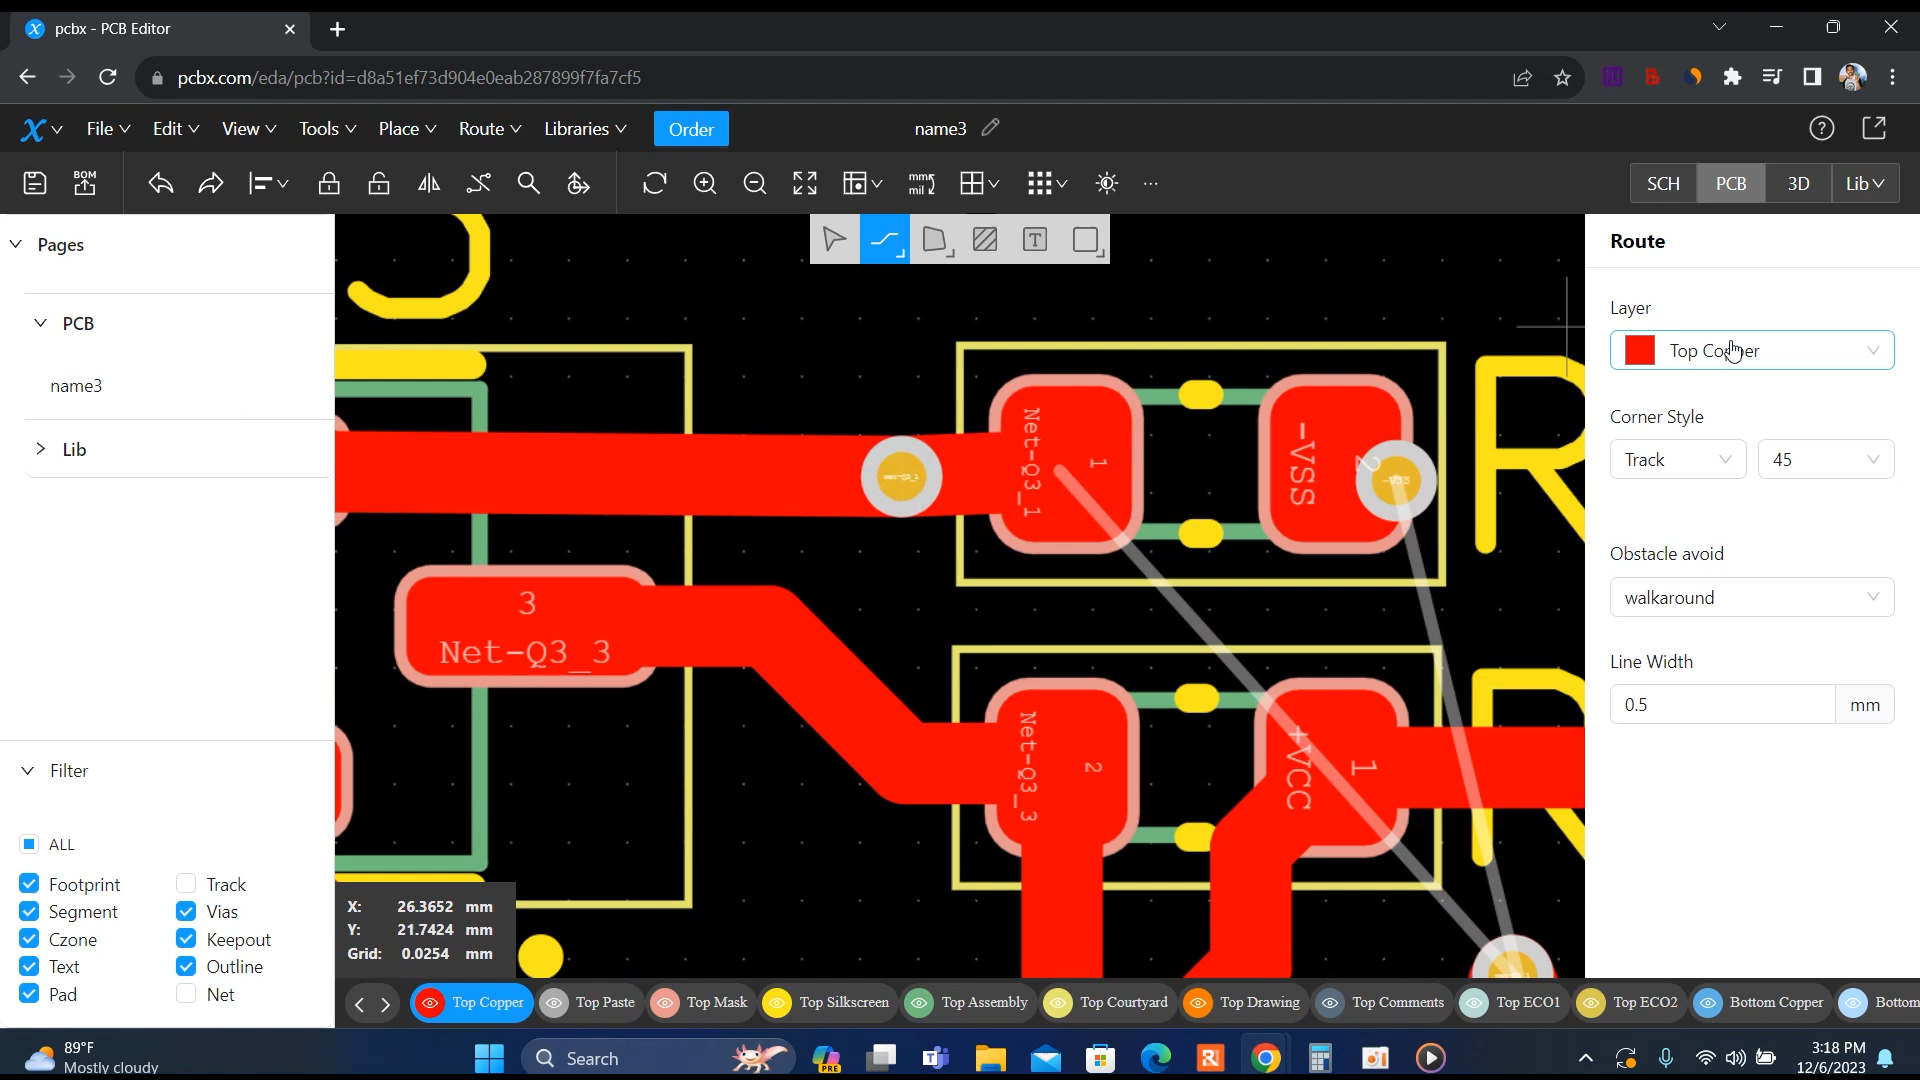 pcbx - PCB Editor
pcbx.com/eda/pcb?id=d8a51ef73d904e0eab287899f7fa7cf5
File Edit View Tools Place Route Libraries Order name3
BOM
mm mil
SCH PCB 3D Lib
Pages
PCB
name3
Lib
Filter
ALL
Footprint Track
Segment Vias
Czone Keepout
Text Outline
Pad Net
Net-Q3_1
1
-VSS
2
-VSS
3
Net-Q3_3
Net-Q3_3
2
+VCC
1
R
R
X: 26.3652 mm
Y: 21.7424 mm
Grid: 0.0254 mm
Route
Layer
Top Copper
Corner Style
Track 45
Obstacle avoid
walkaround
Line Width
0.5 mm
Top Copper Top Paste Top Mask Top Silkscreen Top Assembly Top Courtyard Top Drawing Top Comments Top ECO1 Top ECO2 Bottom Copper Bottom
89°F
Mostly cloudy
Search
PRE
3:18 PM
12/6/2023